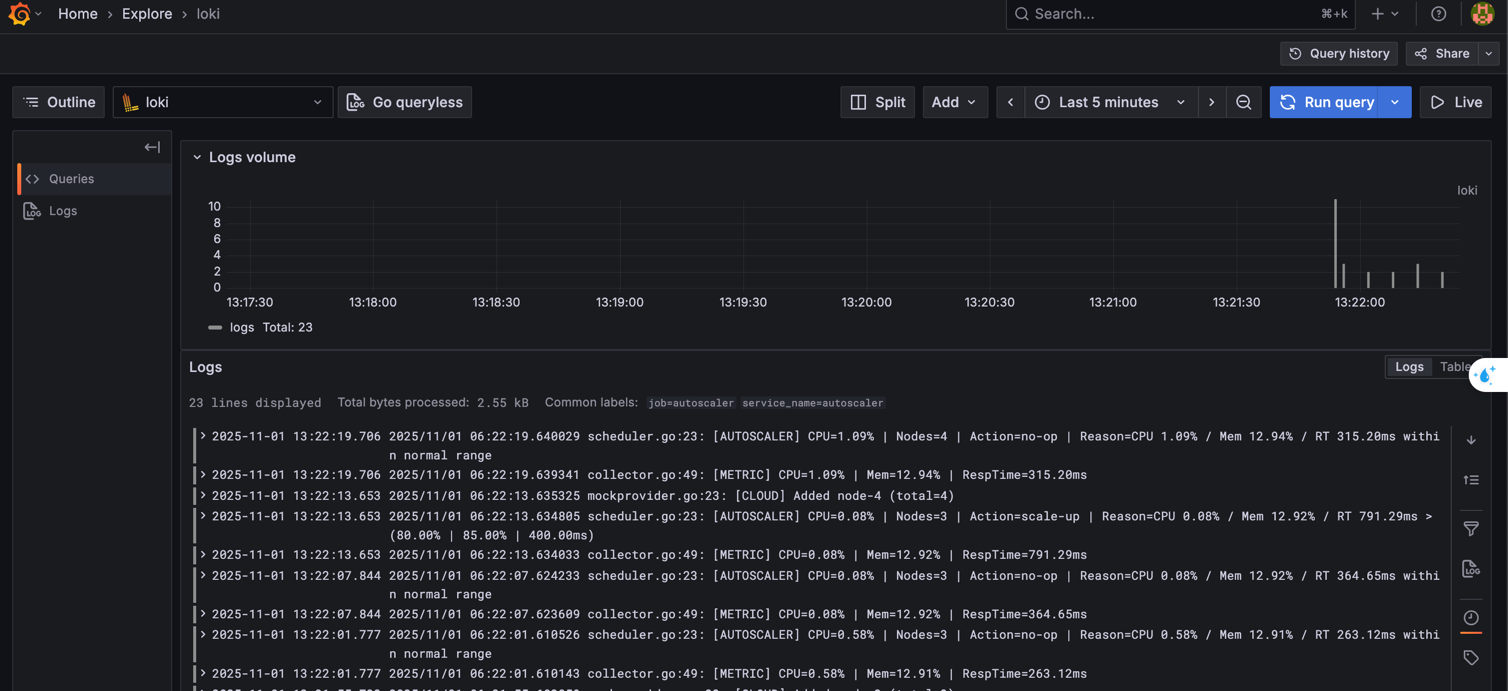 Home › Explore › loki
Search...
⌘+k
Query history
Share
Outline
loki
Go queryless
Split
Add
Last 5 minutes
Run query
Live
Queries
Logs
Logs volume
loki
10
8
6
4
2
0
13:17:30 13:18:00 13:18:30 13:19:00 13:19:30 13:20:00 13:20:30 13:21:00 13:21:30 13:22:00
logs Total: 23
Logs
Logs Table
23 lines displayed Total bytes processed: 2.55 kB Common labels: job=autoscaler service_name=autoscaler
2025-11-01 13:22:19.706 2025/11/01 06:22:19.640029 scheduler.go:23: [AUTOSCALER] CPU=1.09% | Nodes=4 | Action=no-op | Reason=CPU 1.09% / Mem 12.94% / RT 315.20ms withi
n normal range
2025-11-01 13:22:19.706 2025/11/01 06:22:19.639341 collector.go:49: [METRIC] CPU=1.09% | Mem=12.94% | RespTime=315.20ms
2025-11-01 13:22:13.653 2025/11/01 06:22:13.635325 mockprovider.go:23: [CLOUD] Added node-4 (total=4)
2025-11-01 13:22:13.653 2025/11/01 06:22:13.634805 scheduler.go:23: [AUTOSCALER] CPU=0.08% | Nodes=3 | Action=scale-up | Reason=CPU 0.08% / Mem 12.92% / RT 791.29ms >
(80.00% | 85.00% | 400.00ms)
2025-11-01 13:22:13.653 2025/11/01 06:22:13.634033 collector.go:49: [METRIC] CPU=0.08% | Mem=12.92% | RespTime=791.29ms
2025-11-01 13:22:07.844 2025/11/01 06:22:07.624233 scheduler.go:23: [AUTOSCALER] CPU=0.08% | Nodes=3 | Action=no-op | Reason=CPU 0.08% / Mem 12.92% / RT 364.65ms withi
n normal range
2025-11-01 13:22:07.844 2025/11/01 06:22:07.623609 collector.go:49: [METRIC] CPU=0.08% | Mem=12.92% | RespTime=364.65ms
2025-11-01 13:22:01.777 2025/11/01 06:22:01.610526 scheduler.go:23: [AUTOSCALER] CPU=0.58% | Nodes=3 | Action=no-op | Reason=CPU 0.58% / Mem 12.91% / RT 263.12ms withi
n normal range
2025-11-01 13:22:01.777 2025/11/01 06:22:01.610143 collector.go:49: [METRIC] CPU=0.58% | Mem=12.91% | RespTime=263.12ms